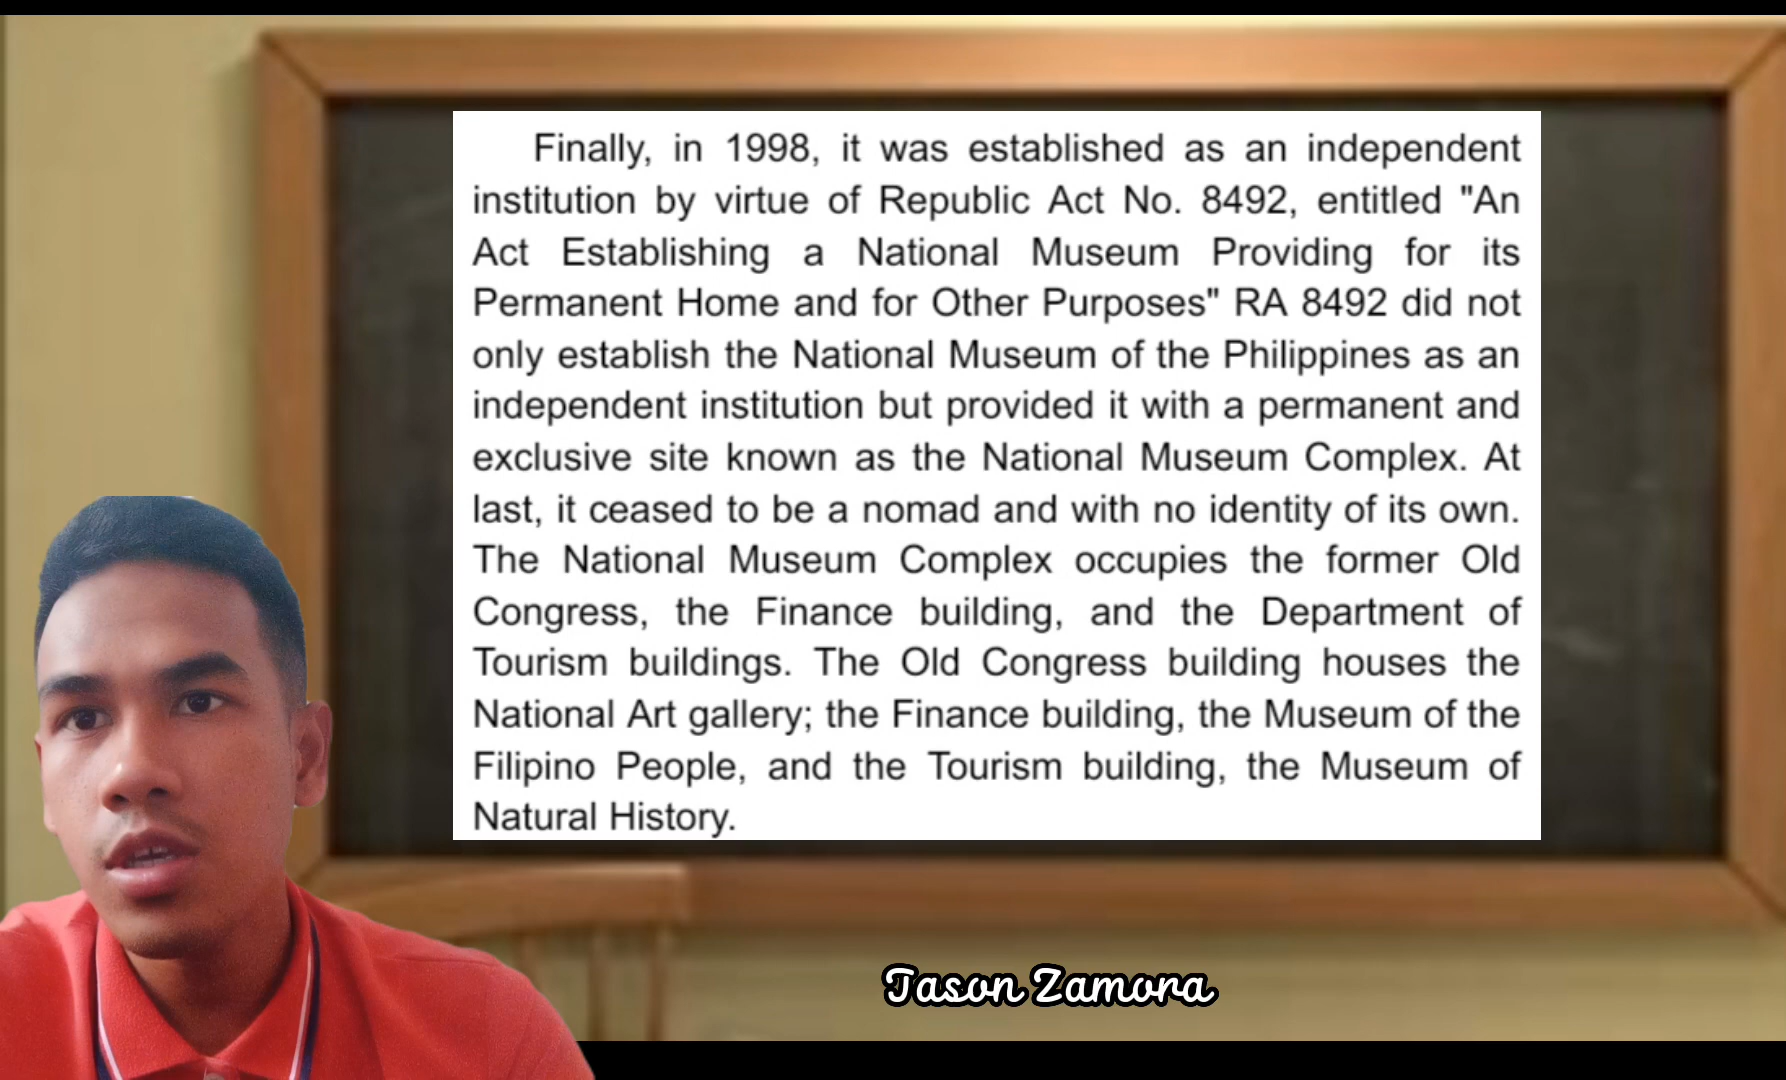 Finally, in 1998, it was established as an independent
institution by virtue of Republic Act No. 8492, entitled "An
Act Establishing a National Museum Providing for its
Permanent Home and for Other Purposes" RA 8492 did not
only establish the National Museum of the Philippines as an
independent institution but provided it with a permanent and
exclusive site known as the National Museum Complex. At
last, it ceased to be a nomad and with no identity of its own.
The National Museum Complex occupies the former Old
Congress, the Finance building, and the Department of
Tourism buildings. The Old Congress building houses the
National Art gallery; the Finance building, the Museum of the
Filipino People, and the Tourism building, the Museum of
Natural History.
Tason Zamora